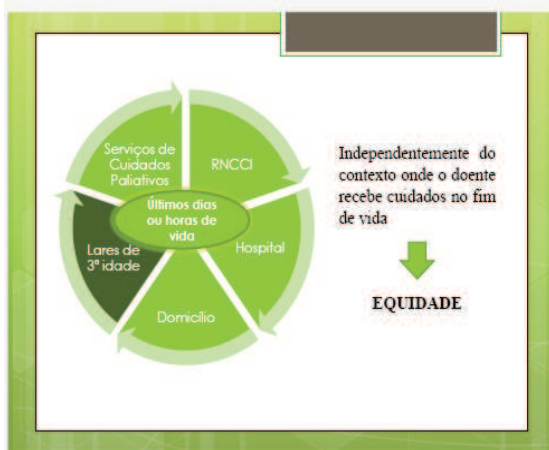 Serviços de
Cuidados
Paliativos
RNCCI
Últimos dias
ou horas de
vida
Lares de
3ª idade
Hospital
Domicílio
Independentemente do
contexto onde o doente
recebe cuidados no fim
de vida
EQUIDADE